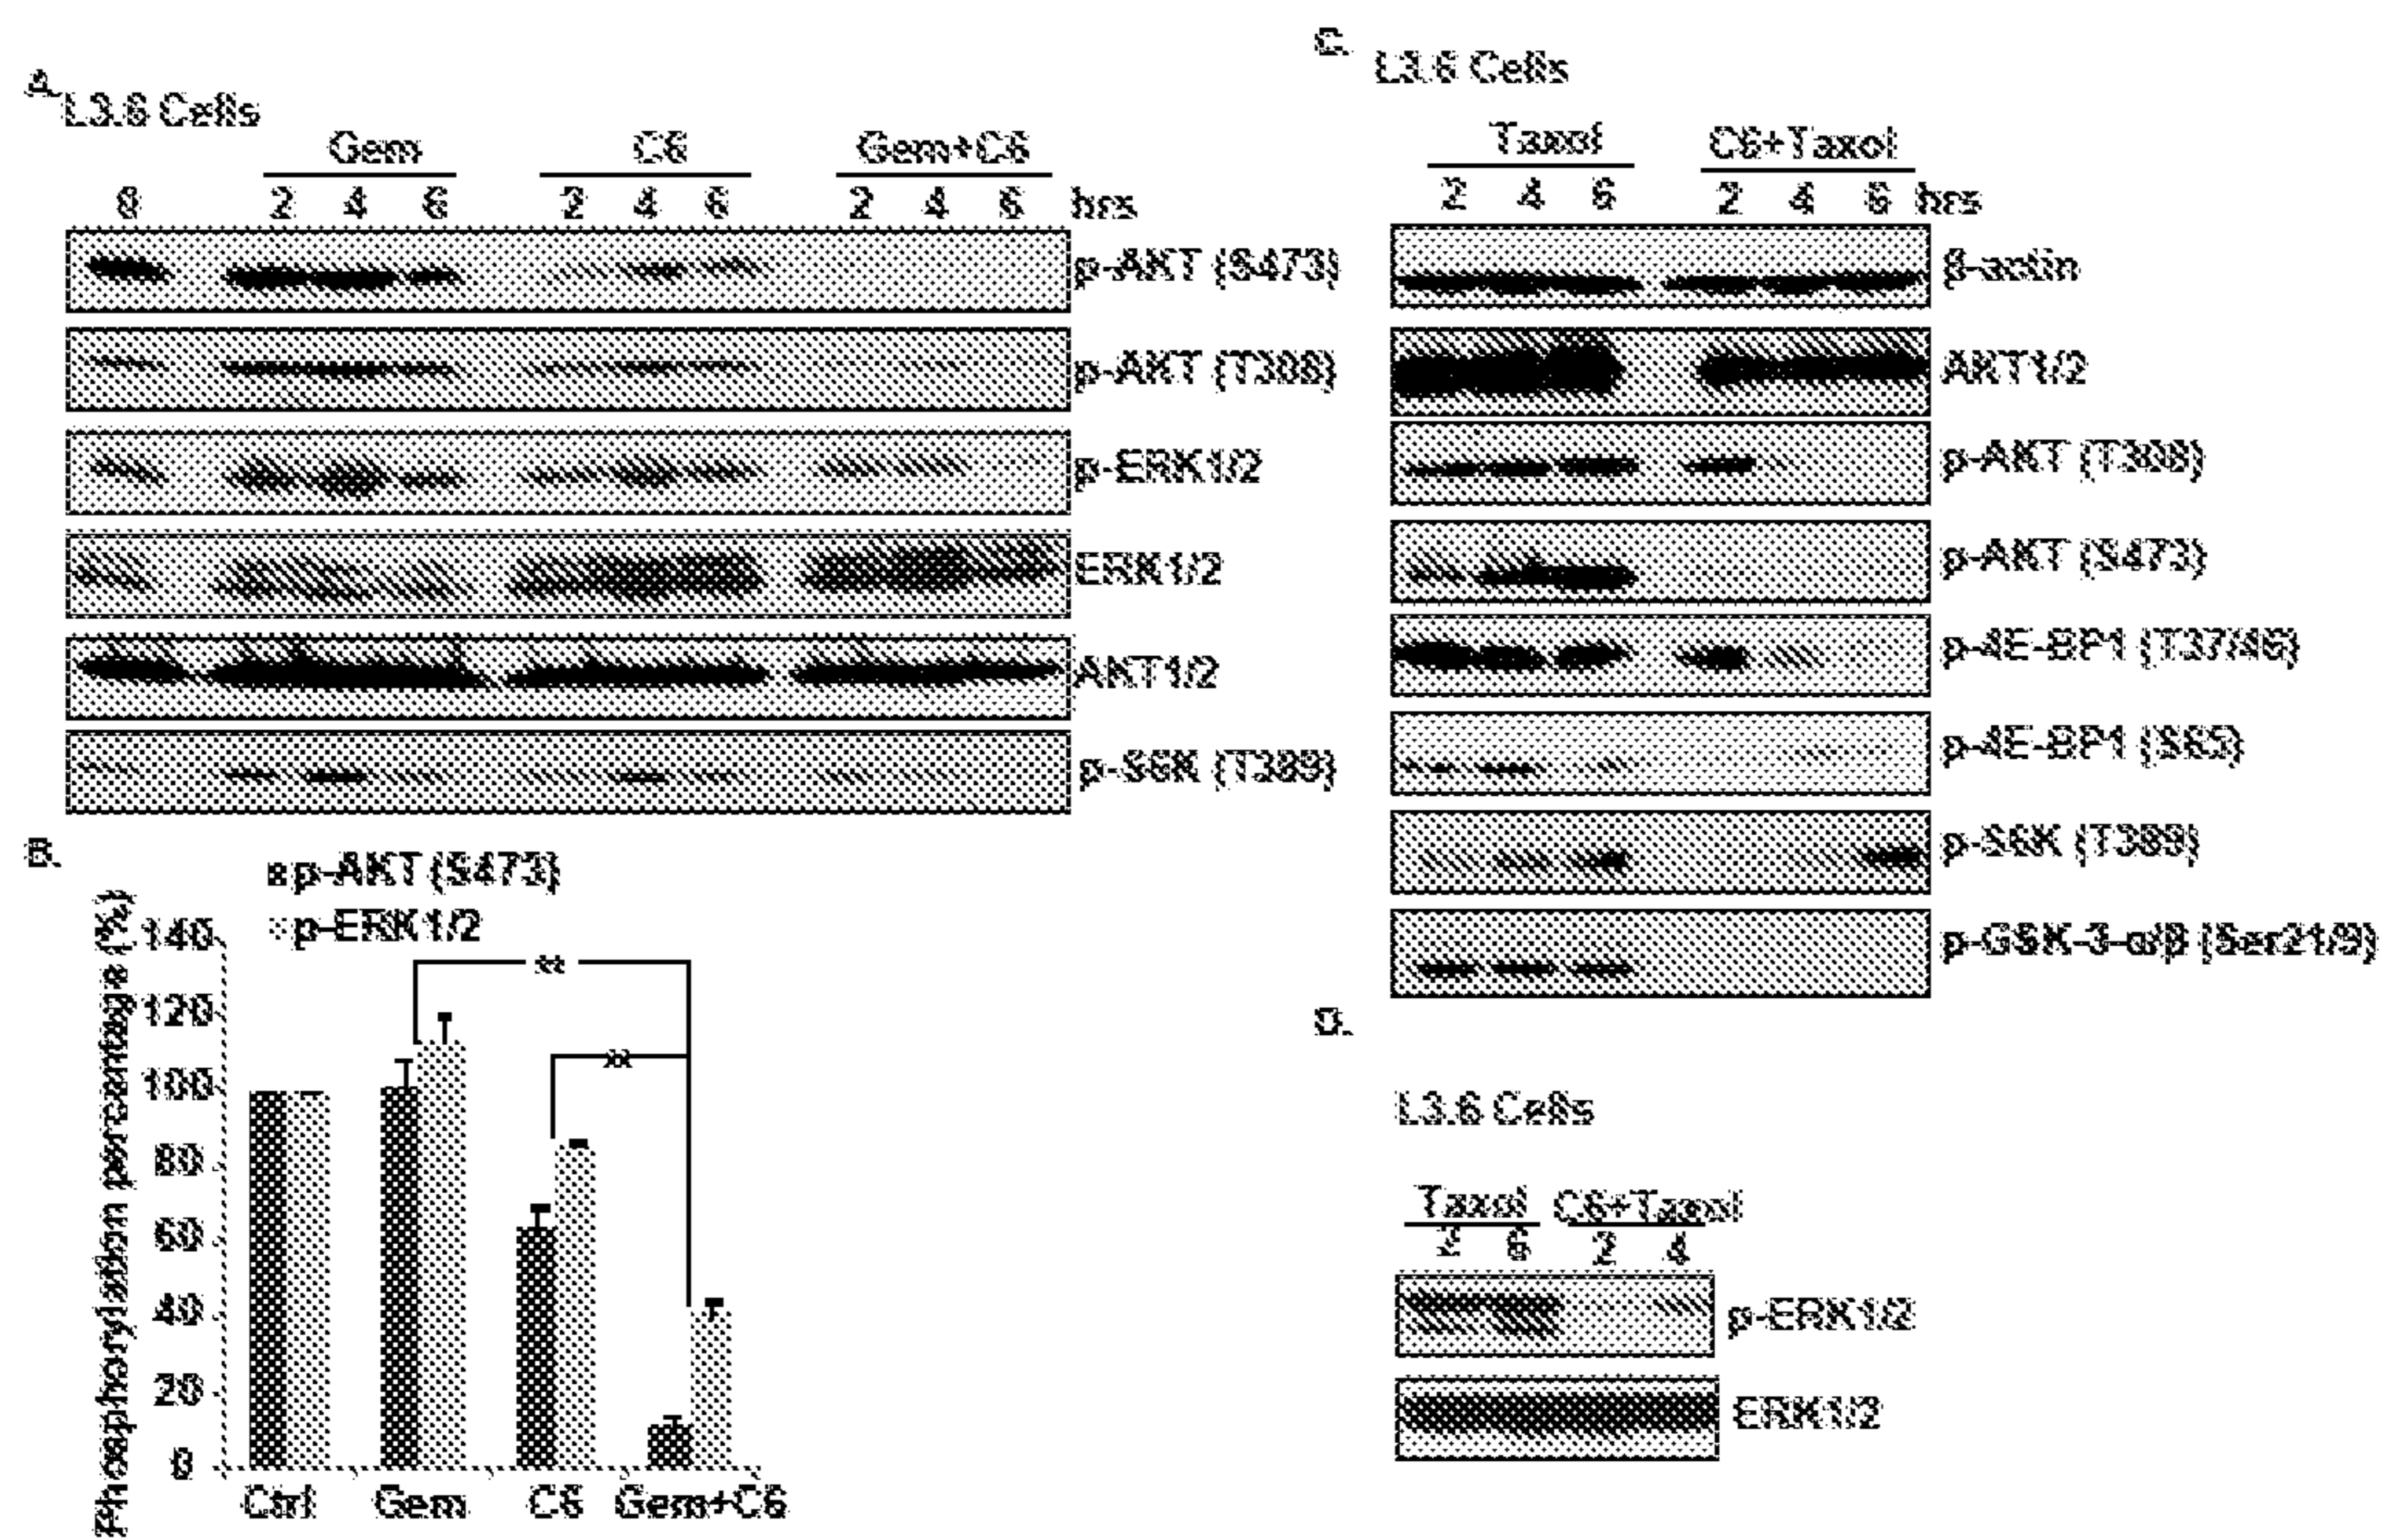 A.
L3.6 Cells
Gem C6 Gem+C6
0 2 4 6 2 4 6 2 4 6 hrs
p-AKT (S473)
p-AKT (T308)
p-ERK1/2
ERK1/2
AKT1/2
p-S6K (T389)
B.
p-AKT (S473)
p-ERK1/2
Phosphorylation percentage (%)
140
120
100
80
60
40
20
0
**
**
Ctrl Gem C6 Gem+C6
C.
L3.6 Cells
Taxol C6+Taxol
2 4 6 2 4 6 hrs
β-actin
AKT1/2
p-AKT (T308)
p-AKT (S473)
p-4E-BP1 (T37/46)
p-4E-BP1 (S65)
p-S6K (T389)
p-GSK-3-α/β (Ser21/9)
D.
L3.6 Cells
Taxol C6+Taxol
2 6 2 4
p-ERK1/2
ERK1/2